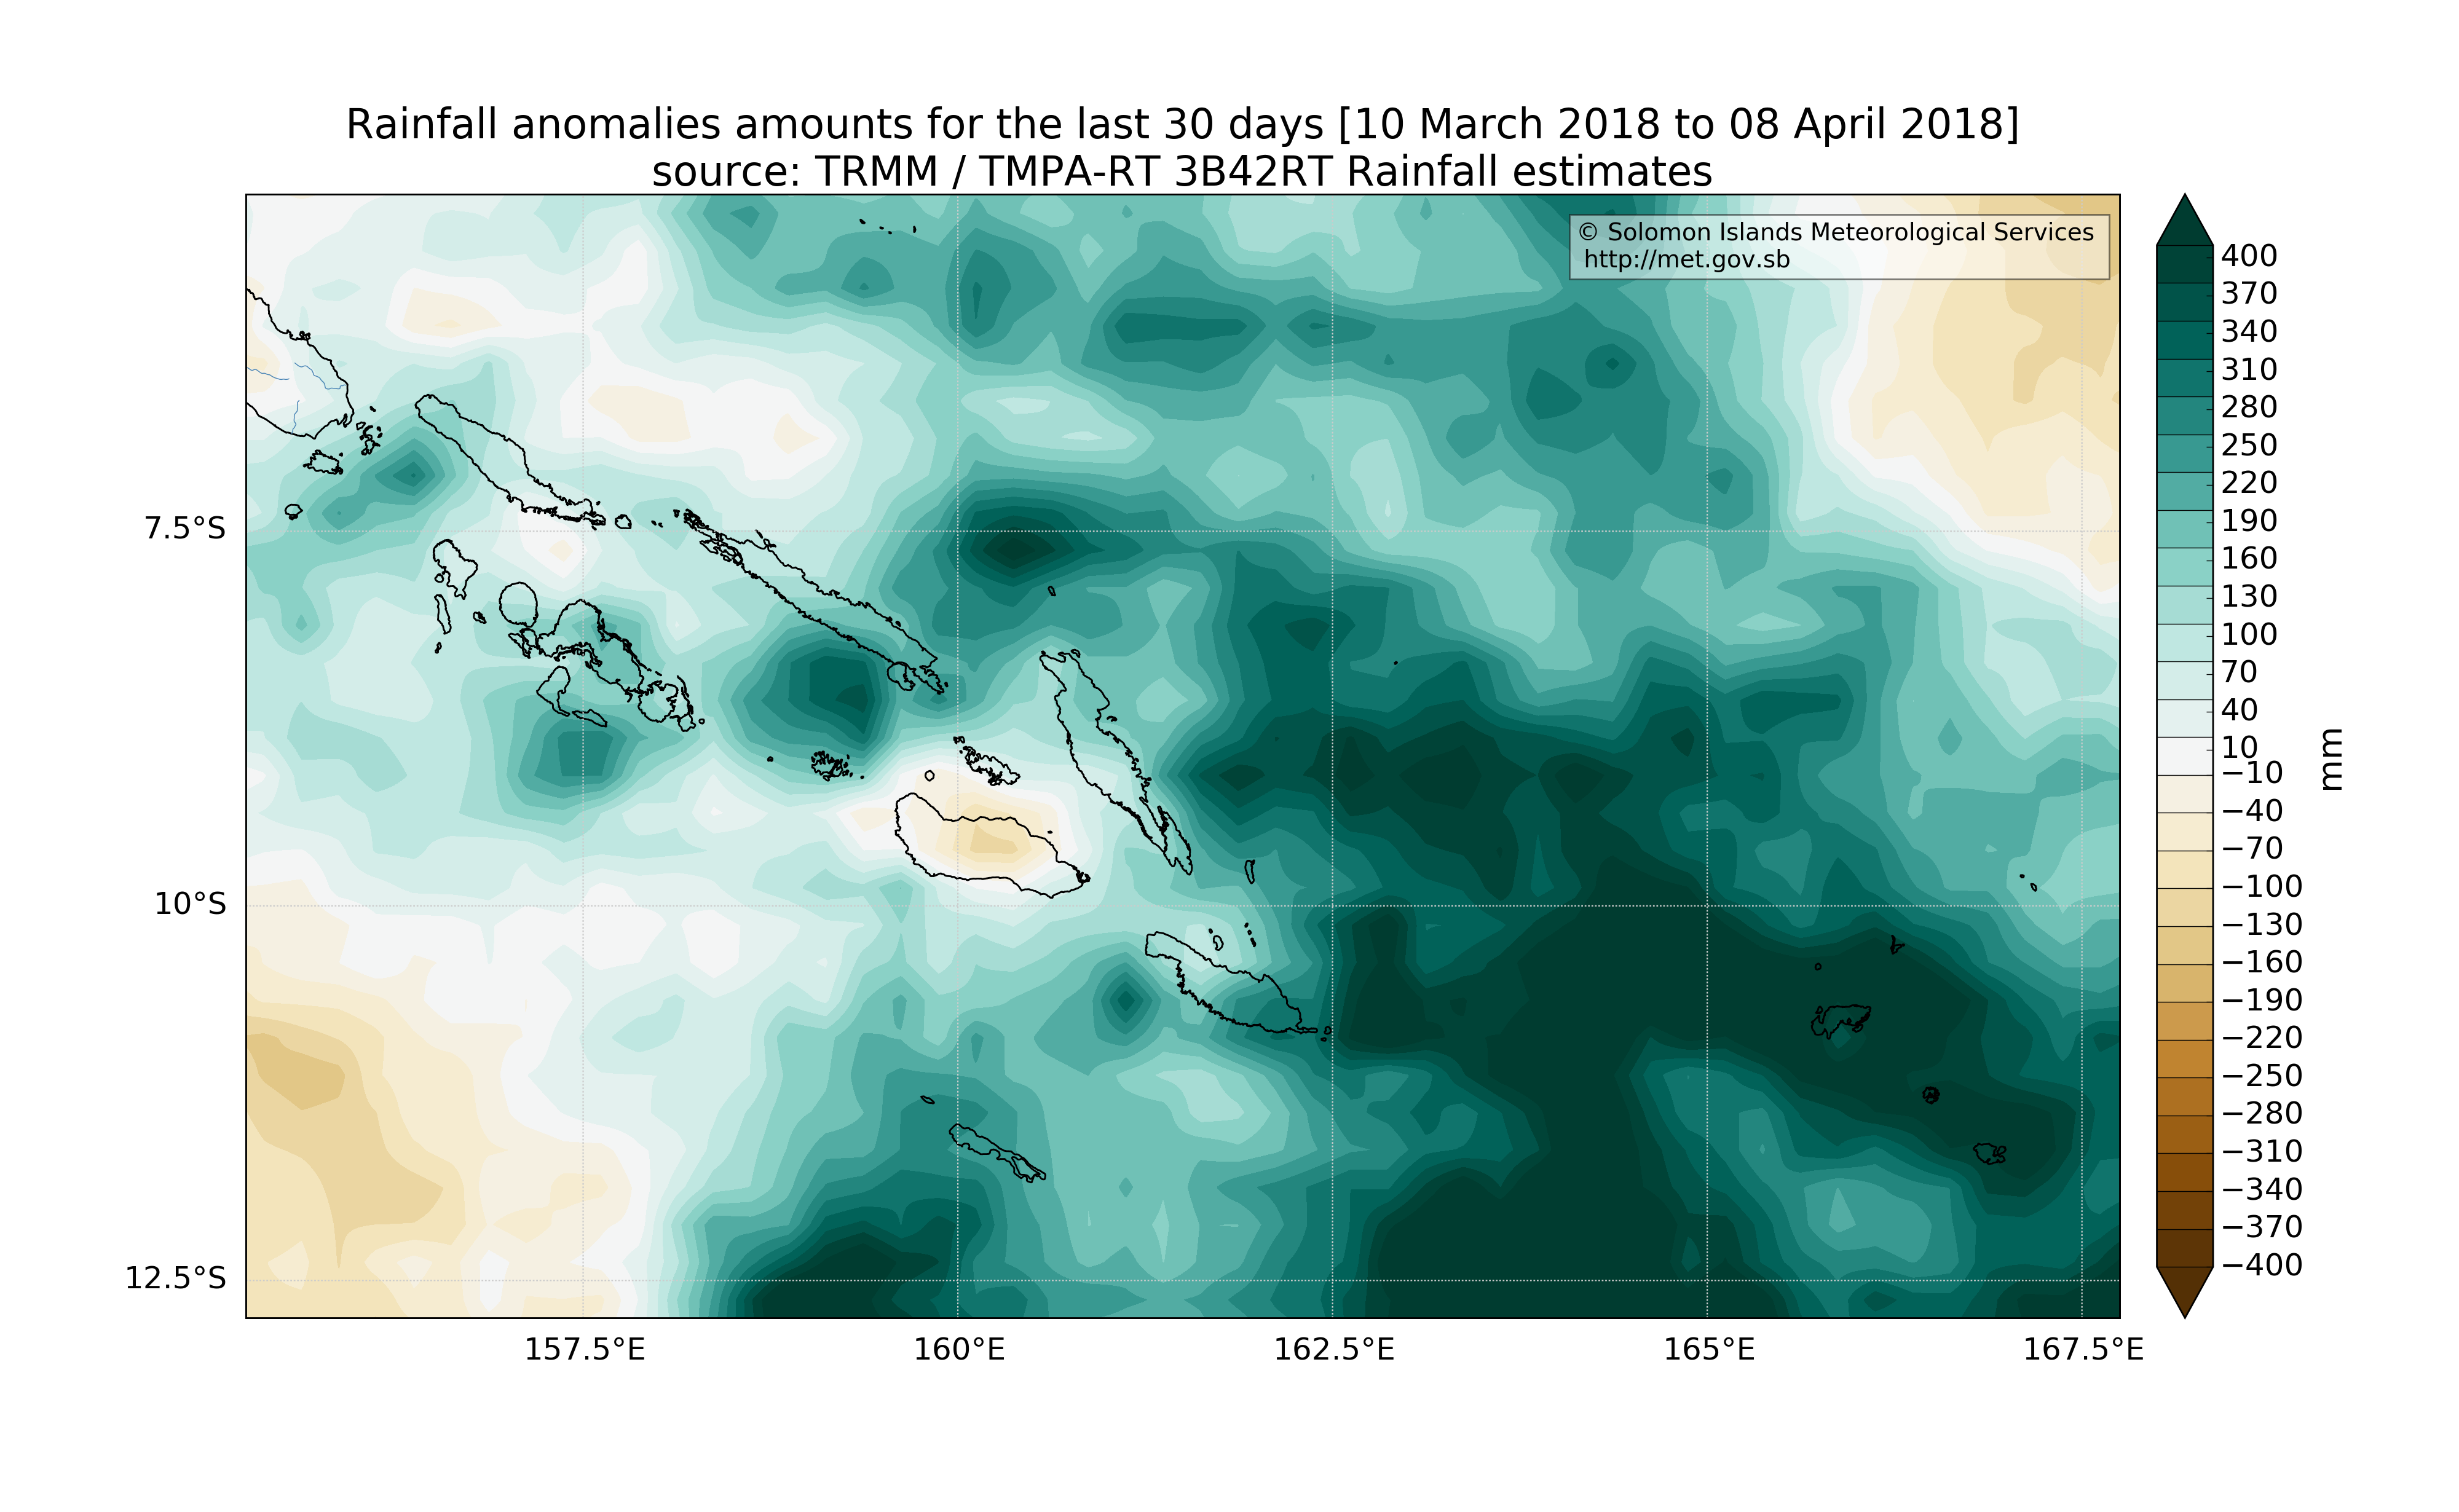 Rainfall anomalies amounts for the last 30 days [10 March 2018 to 08 April 2018]
source: TRMM / TMPA-RT 3B42RT Rainfall estimates
© Solomon Islands Meteorological Services
http://met.gov.sb
7.5°S
10°S
12.5°S
157.5°E
160°E
162.5°E
165°E
167.5°E
400
370
340
310
280
250
220
190
160
130
100
70
40
10
−10
−40
−70
−100
−130
−160
−190
−220
−250
−280
−310
−340
−370
−400
mm